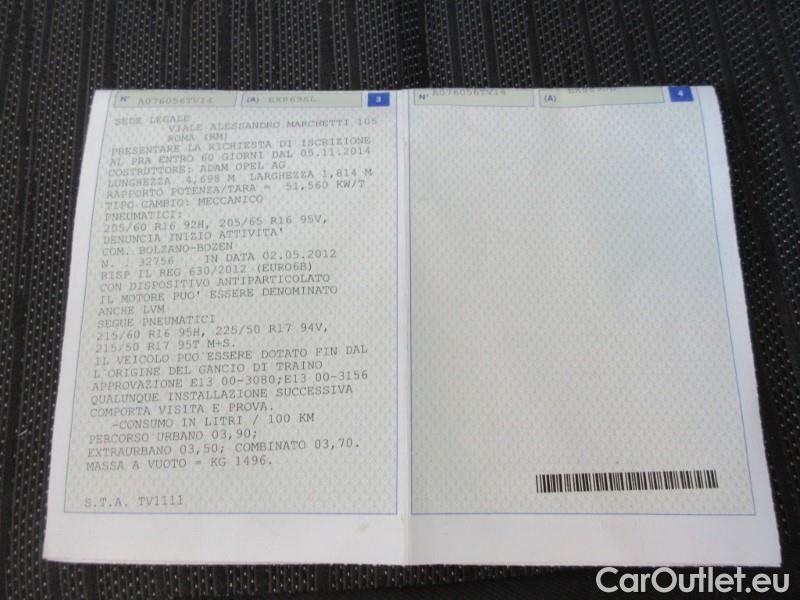 N° A076056TV14 (A) EX869SL 3
SEDE LEGALE
VIALE ALESSANDRO MARCHETTI 105
ROMA (RM)
PRESENTARE LA RICHIESTA DI ISCRIZIONE
AL PRA ENTRO 60 GIORNI DAL 05.11.2014
COSTRUTTORE: ADAM OPEL AG
LUNGHEZZA 4,698 M LARGHEZZA 1,814 M
RAPPORTO POTENZA/TARA = 51,560 KW/T
TIPO CAMBIO: MECCANICO
PNEUMATICI:
205/60 R16 92H, 205/65 R16 95V,
DENUNCIA INIZIO ATTIVITA'
COM. BOLZANO-BOZEN
N. : 32756 IN DATA 02.05.2012
RISP IL REG 630/2012 (EURO6B)
CON DISPOSITIVO ANTIPARTICOLATO
IL MOTORE PUO' ESSERE DENOMINATO
ANCHE LVM
SEGUE PNEUMATICI
215/60 R16 95H, 225/50 R17 94V,
215/50 R17 95T M+S.
IL VEICOLO PUO'ESSERE DOTATO FIN DAL
L'ORIGINE DEL GANCIO DI TRAINO
APPROVAZIONE E13 00-3080;E13 00-3156
QUALUNQUE INSTALLAZIONE SUCCESSIVA
COMPORTA VISITA E PROVA.
-CONSUMO IN LITRI / 100 KM
PERCORSO URBANO 03,90;
EXTRAURBANO 03,50; COMBINATO 03,70.
MASSA A VUOTO = KG 1496.
S.T.A. TV1111
N° A076056TV14 (A) 4
CarOutlet.eu